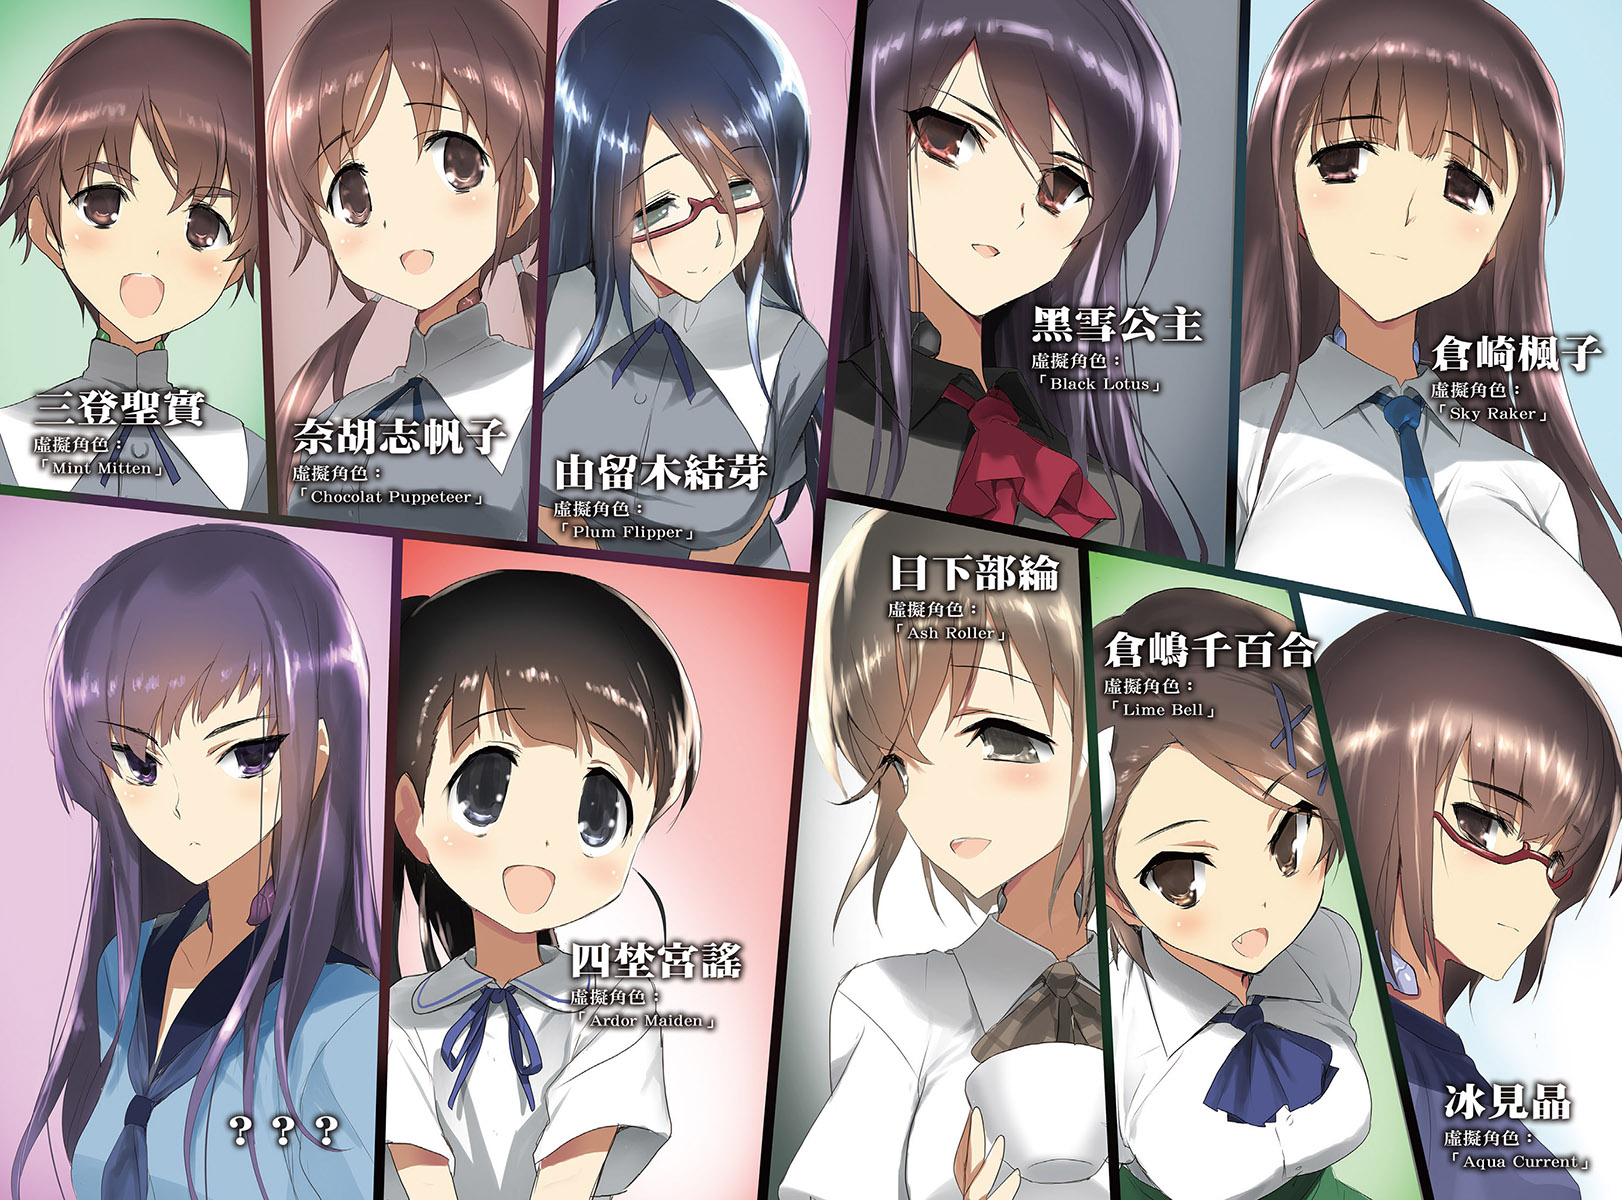 三登聖實
虛擬角色：
「Mint Mitten」
奈胡志帆子
虛擬角色：
「Chocolat Puppeteer」
由留木結芽
虛擬角色：
「Plum Flipper」
黑雪公主
虛擬角色：
「Black Lotus」
倉崎楓子
虛擬角色：
「Sky Raker」
？？？
四埜宮謠
虛擬角色：
「Ardor Maiden」
日下部綸
虛擬角色：
「Ash Roller」
倉嶋千百合
虛擬角色：
「Lime Bell」
冰見晶
虛擬角色：
「Aqua Current」